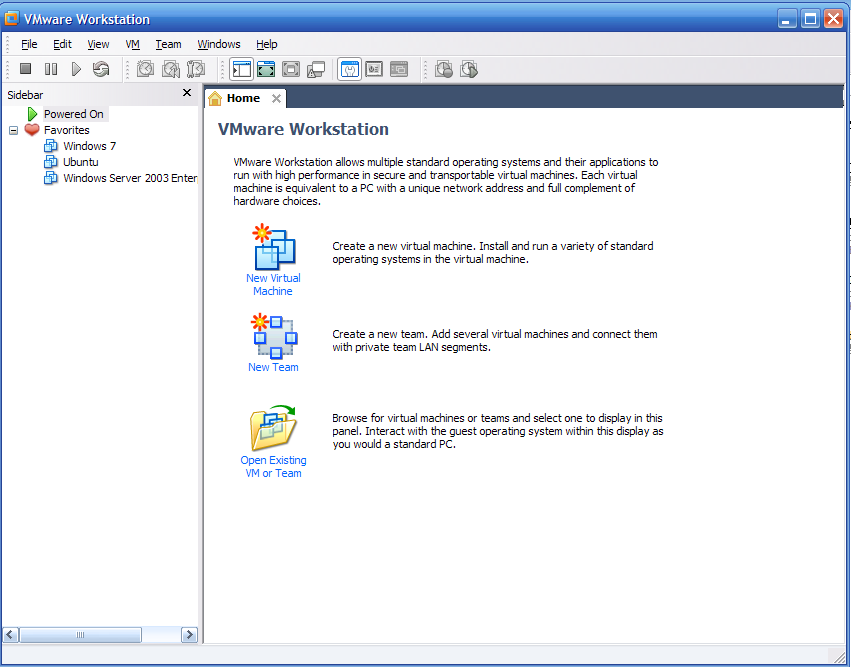 VMware Workstation
File Edit View VM Team Windows Help
Sidebar
Powered On
Favorites
Windows 7
Ubuntu
Windows Server 2003 Enter
Home
VMware Workstation
VMware Workstation allows multiple standard operating systems and their applications to
run with high performance in secure and transportable virtual machines. Each virtual
machine is equivalent to a PC with a unique network address and full complement of
hardware choices.
New Virtual
Machine
Create a new virtual machine. Install and run a variety of standard
operating systems in the virtual machine.
New Team
Create a new team. Add several virtual machines and connect them
with private team LAN segments.
Open Existing
VM or Team
Browse for virtual machines or teams and select one to display in this
panel. Interact with the guest operating system within this display as
you would a standard PC.